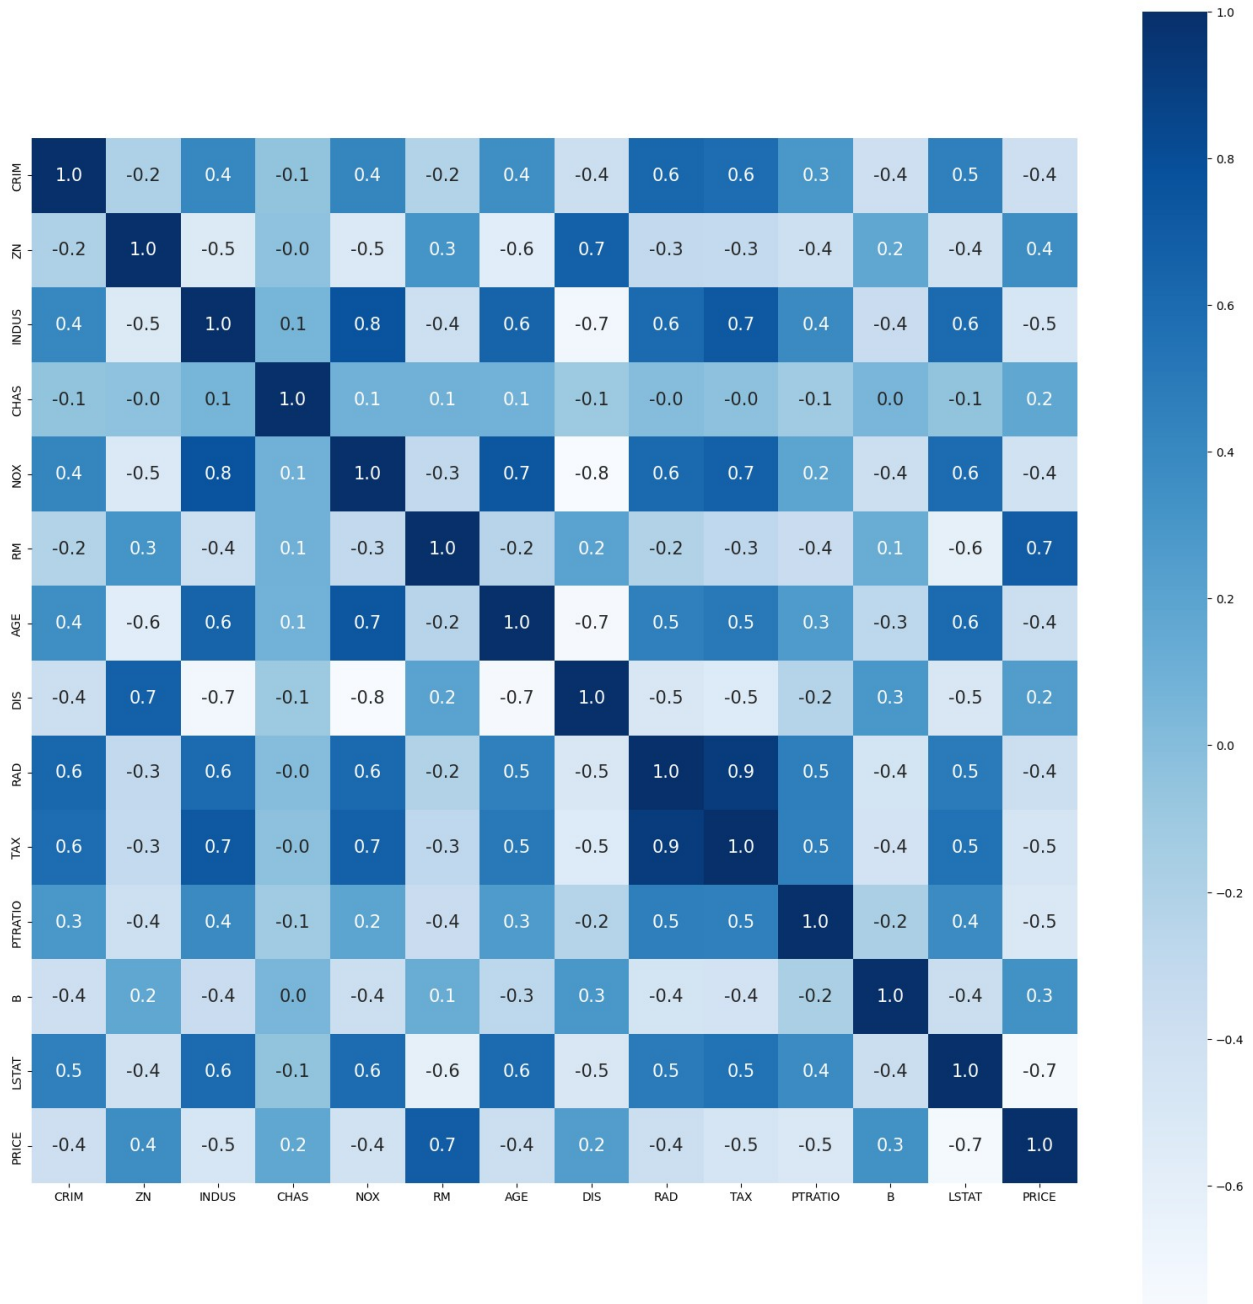 1.0
0.8
CRIM 1.0 -0.2 0.4 -0.1 0.4 -0.2 0.4 -0.4 0.6 0.6 0.3 -0.4 0.5 -0.4
ZN -0.2 1.0 -0.5 -0.0 -0.5 0.3 -0.6 0.7 -0.3 -0.3 -0.4 0.2 -0.4 0.4
0.6
INDUS 0.4 -0.5 1.0 0.1 0.8 -0.4 0.6 -0.7 0.6 0.7 0.4 -0.4 0.6 -0.5
CHAS -0.1 -0.0 0.1 1.0 0.1 0.1 0.1 -0.1 -0.0 -0.0 -0.1 0.0 -0.1 0.2
0.4
NOX 0.4 -0.5 0.8 0.1 1.0 -0.3 0.7 -0.8 0.6 0.7 0.2 -0.4 0.6 -0.4
RM -0.2 0.3 -0.4 0.1 -0.3 1.0 -0.2 0.2 -0.2 -0.3 -0.4 0.1 -0.6 0.7
0.2
AGE 0.4 -0.6 0.6 0.1 0.7 -0.2 1.0 -0.7 0.5 0.5 0.3 -0.3 0.6 -0.4
DIS -0.4 0.7 -0.7 -0.1 -0.8 0.2 -0.7 1.0 -0.5 -0.5 -0.2 0.3 -0.5 0.2
0.0
RAD 0.6 -0.3 0.6 -0.0 0.6 -0.2 0.5 -0.5 1.0 0.9 0.5 -0.4 0.5 -0.4
TAX 0.6 -0.3 0.7 -0.0 0.7 -0.3 0.5 -0.5 0.9 1.0 0.5 -0.4 0.5 -0.5
−0.2
PTRATIO 0.3 -0.4 0.4 -0.1 0.2 -0.4 0.3 -0.2 0.5 0.5 1.0 -0.2 0.4 -0.5
B -0.4 0.2 -0.4 0.0 -0.4 0.1 -0.3 0.3 -0.4 -0.4 -0.2 1.0 -0.4 0.3
−0.4
LSTAT 0.5 -0.4 0.6 -0.1 0.6 -0.6 0.6 -0.5 0.5 0.5 0.4 -0.4 1.0 -0.7
PRICE -0.4 0.4 -0.5 0.2 -0.4 0.7 -0.4 0.2 -0.4 -0.5 -0.5 0.3 -0.7 1.0
−0.6
CRIM ZN INDUS CHAS NOX RM AGE DIS RAD TAX PTRATIO B LSTAT PRICE